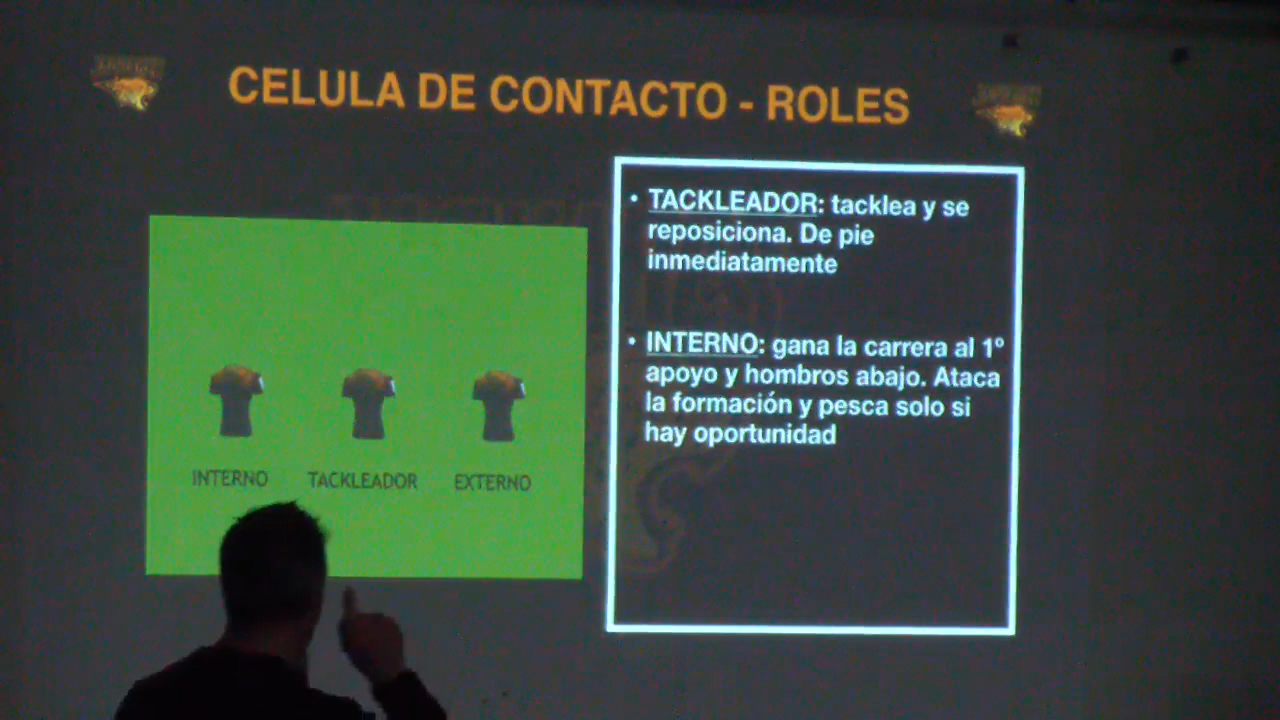 CELULA DE CONTACTO - ROLES
• TACKLEADOR: tacklea y se
reposiciona. De pie
inmediatamente
• INTERNO: gana la carrera al 1º
apoyo y hombros abajo. Ataca
la formación y pesca solo si
hay oportunidad
INTERNO TACKLEADOR EXTERNO